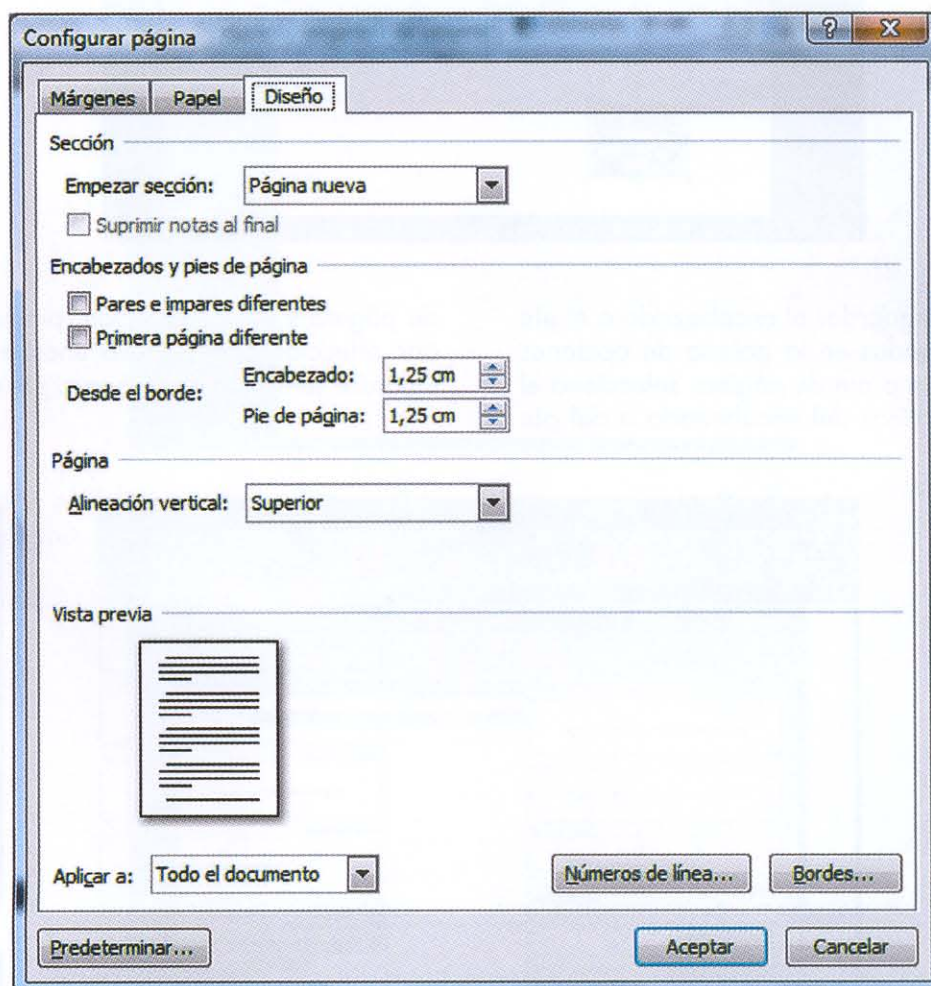 Configurar página
Márgenes Papel Diseño
Sección
Empezar sección: Página nueva
Suprimir notas al final
Encabezados y pies de página
Pares e impares diferentes
Primera página diferente
Desde el borde:
Encabezado: 1,25 cm
Pie de página: 1,25 cm
Página
Alineación vertical: Superior
Vista previa
Aplicar a: Todo el documento
Números de línea... Bordes...
Predeterminar... Aceptar Cancelar